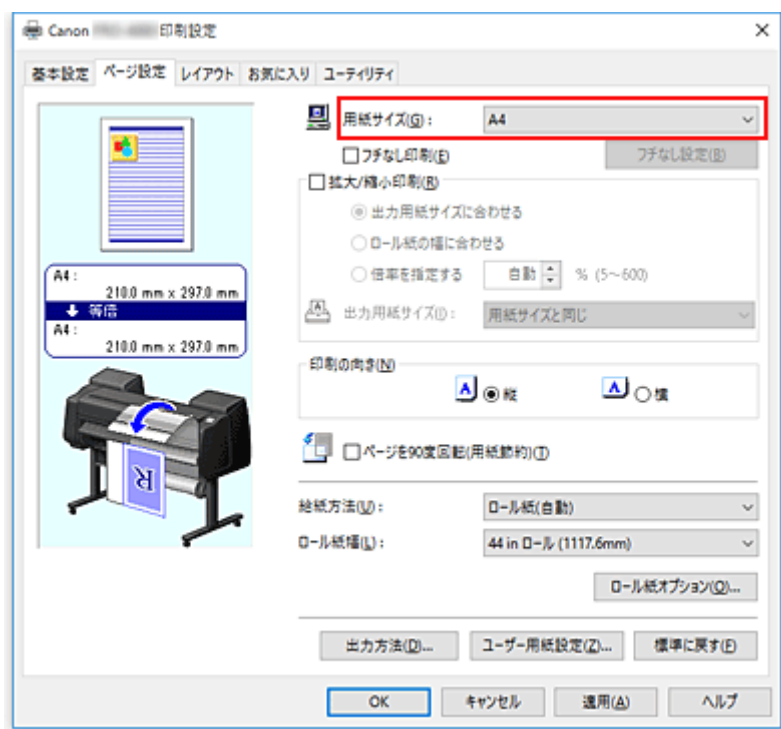 Canon 印刷設定
基本設定 ページ設定 レイアウト お気に入り ユーティリティ
用紙サイズ(G): A4
フチなし印刷(E) フチなし設定(B)
拡大/縮小印刷(R)
出力用紙サイズに合わせる
ロール紙の幅に合わせる
倍率を指定する 自動 % (5～600)
出力用紙サイズ(I): 用紙サイズと同じ
A4 :
210.0 mm x 297.0 mm
等倍
A4 :
210.0 mm x 297.0 mm
印刷の向き(N)
A 縦 A 横
ページを90度回転(用紙節約)(T)
R
給紙方法(U): ロール紙(自動)
ロール紙幅(L): 44 in ロール (1117.6mm)
ロール紙オプション(O)...
出力方法(D)... ユーザー用紙設定(Z)... 標準に戻す(F)
OK キャンセル 適用(A) ヘルプ